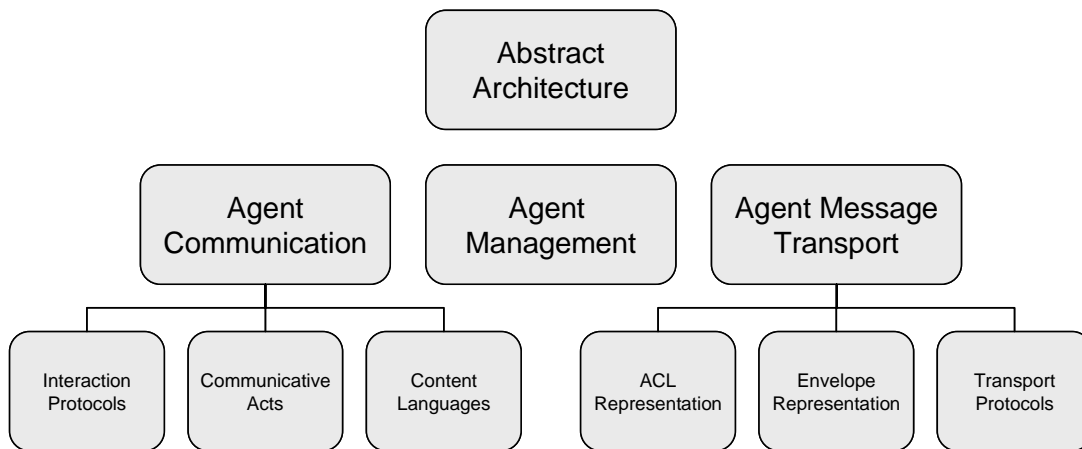 Abstract
Architecture
Agent
Communication
Agent
Management
Agent Message
Transport
Interaction
Protocols
Communicative
Acts
Content
Languages
ACL
Representation
Envelope
Representation
Transport
Protocols